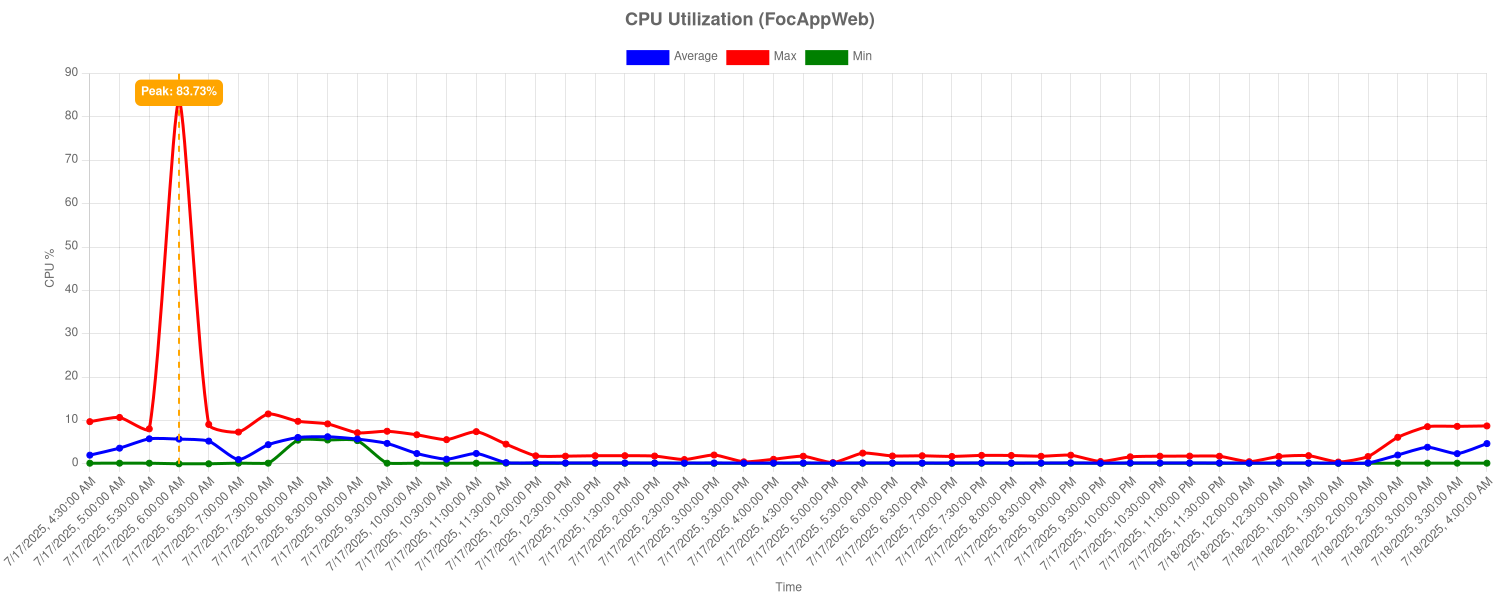 CPU Utilization (FocAppWeb)
Average
Max
Min
Peak: 83.73%
CPU %
90
80
70
60
50
40
30
20
10
0
7/17/2025, 4:30:00 AM
7/17/2025, 5:00:00 AM
7/17/2025, 5:30:00 AM
7/17/2025, 6:00:00 AM
7/17/2025, 6:30:00 AM
7/17/2025, 7:00:00 AM
7/17/2025, 7:30:00 AM
7/17/2025, 8:00:00 AM
7/17/2025, 8:30:00 AM
7/17/2025, 9:00:00 AM
7/17/2025, 9:30:00 AM
7/17/2025, 10:00:00 AM
7/17/2025, 10:30:00 AM
7/17/2025, 11:00:00 AM
7/17/2025, 11:30:00 AM
7/17/2025, 12:00:00 PM
7/17/2025, 12:30:00 PM
7/17/2025, 1:00:00 PM
7/17/2025, 1:30:00 PM
7/17/2025, 2:00:00 PM
7/17/2025, 2:30:00 PM
7/17/2025, 3:00:00 PM
7/17/2025, 3:30:00 PM
7/17/2025, 4:00:00 PM
7/17/2025, 4:30:00 PM
7/17/2025, 5:00:00 PM
7/17/2025, 5:30:00 PM
7/17/2025, 6:00:00 PM
7/17/2025, 6:30:00 PM
7/17/2025, 7:00:00 PM
7/17/2025, 7:30:00 PM
7/17/2025, 8:00:00 PM
7/17/2025, 8:30:00 PM
7/17/2025, 9:00:00 PM
7/17/2025, 9:30:00 PM
7/17/2025, 10:00:00 PM
7/17/2025, 10:30:00 PM
7/17/2025, 11:00:00 PM
7/17/2025, 11:30:00 PM
7/18/2025, 12:00:00 AM
7/18/2025, 12:30:00 AM
7/18/2025, 1:00:00 AM
7/18/2025, 1:30:00 AM
7/18/2025, 2:00:00 AM
7/18/2025, 2:30:00 AM
7/18/2025, 3:00:00 AM
7/18/2025, 3:30:00 AM
7/18/2025, 4:00:00 AM
Time